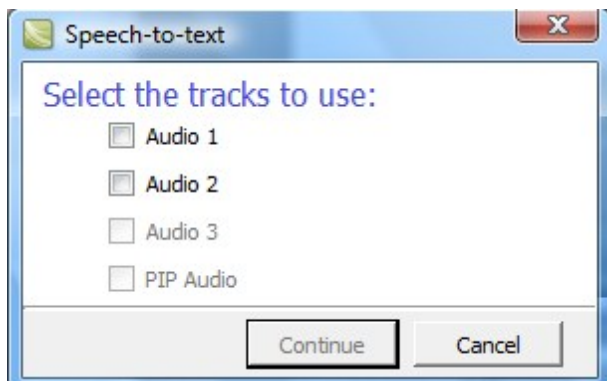 Speech-to-text
Select the tracks to use:
Audio 1
Audio 2
Audio 3
PIP Audio
Continue Cancel